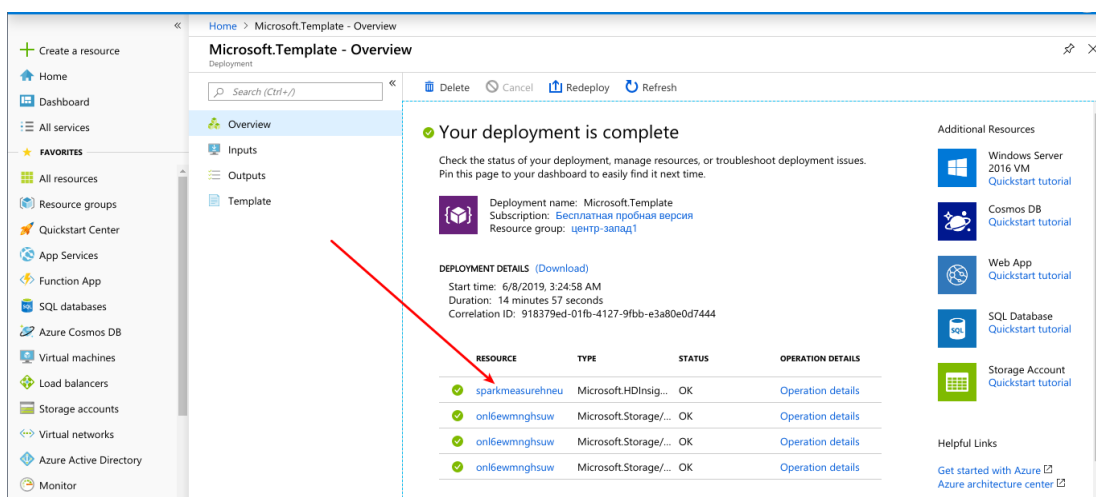 Home > Microsoft.Template - Overview
Microsoft.Template - Overview
Deployment
Create a resource
Home
Dashboard
All services
FAVORITES
All resources
Resource groups
Quickstart Center
App Services
Function App
SQL databases
Azure Cosmos DB
Virtual machines
Load balancers
Storage accounts
Virtual networks
Azure Active Directory
Monitor
Search (Ctrl+/)
Overview
Inputs
Outputs
Template
Delete Cancel Redeploy Refresh
Your deployment is complete
Check the status of your deployment, manage resources, or troubleshoot deployment issues.
Pin this page to your dashboard to easily find it next time.
Deployment name: Microsoft.Template
Subscription: Бесплатная пробная версия
Resource group: центр-запад1
DEPLOYMENT DETAILS (Download)
Start time: 6/8/2019, 3:24:58 AM
Duration: 14 minutes 57 seconds
Correlation ID: 918379ed-01fb-4127-9fbb-e3a80e0d7444
RESOURCE TYPE STATUS OPERATION DETAILS
sparkmeasurehneu Microsoft.HDInsig... OK Operation details
onl6ewmnghsuw Microsoft.Storage/... OK Operation details
onl6ewmnghsuw Microsoft.Storage/... OK Operation details
onl6ewmnghsuw Microsoft.Storage/... OK Operation details
Additional Resources
Windows Server
2016 VM
Quickstart tutorial
Cosmos DB
Quickstart tutorial
Web App
Quickstart tutorial
SQL
SQL Database
Quickstart tutorial
Storage Account
Quickstart tutorial
Helpful Links
Get started with Azure
Azure architecture center